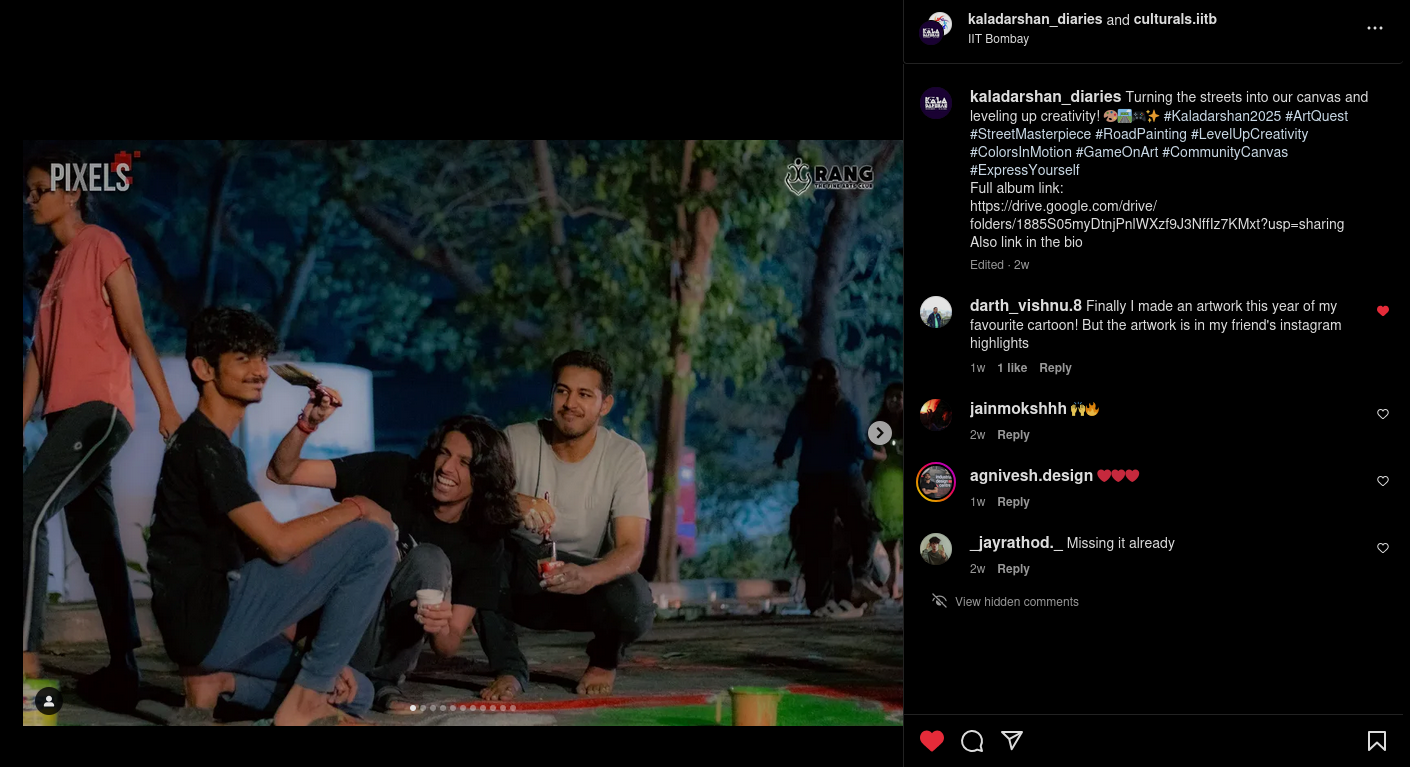 PIXELS
RANG
THE FINE ARTS CLUB
kaladarshan_diaries and culturals.iitb
IIT Bombay
kaladarshan_diaries Turning the streets into our canvas and
leveling up creativity! 🎨🛣️🎮✨ #Kaladarshan2025 #ArtQuest
#StreetMasterpiece #RoadPainting #LevelUpCreativity
#ColorsInMotion #GameOnArt #CommunityCanvas
#ExpressYourself
Full album link:
https://drive.google.com/drive/
folders/1885S05myDtnjPnlWXzf9J3NffIz7KMxt?usp=sharing
Also link in the bio
Edited · 2w
darth_vishnu.8 Finally I made an artwork this year of my
favourite cartoon! But the artwork is in my friend's instagram
highlights
1w 1 like Reply
jainmokshhh 🙌🔥
2w Reply
agnivesh.design ❤️❤️❤️
1w Reply
_jayrathod._ Missing it already
2w Reply
View hidden comments